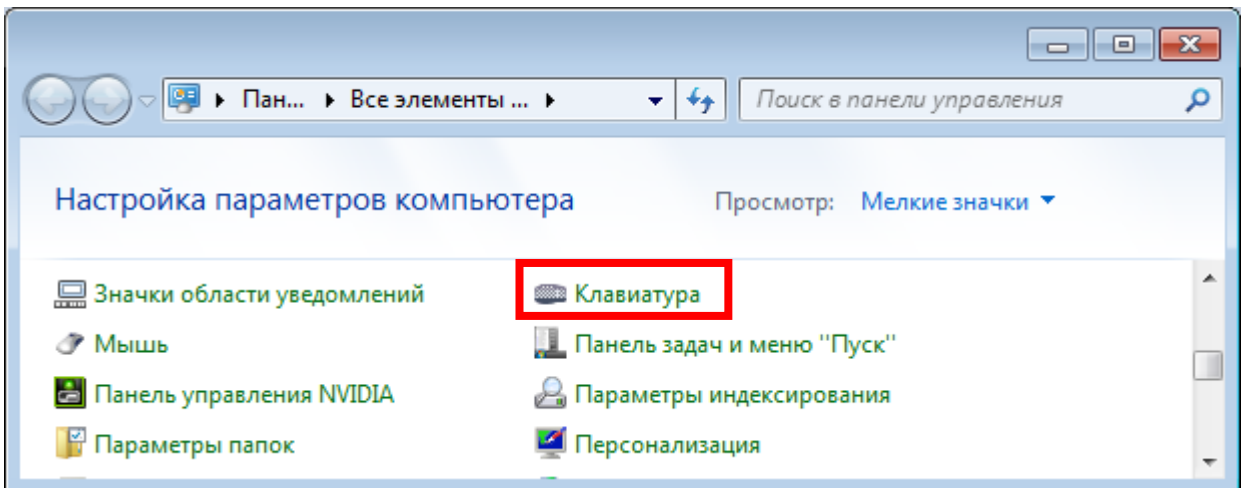 Пан... Все элементы ... Поиск в панели управления
Настройка параметров компьютера Просмотр: Мелкие значки
Значки области уведомлений Клавиатура
Мышь Панель задач и меню "Пуск"
Панель управления NVIDIA Параметры индексирования
Параметры папок Персонализация